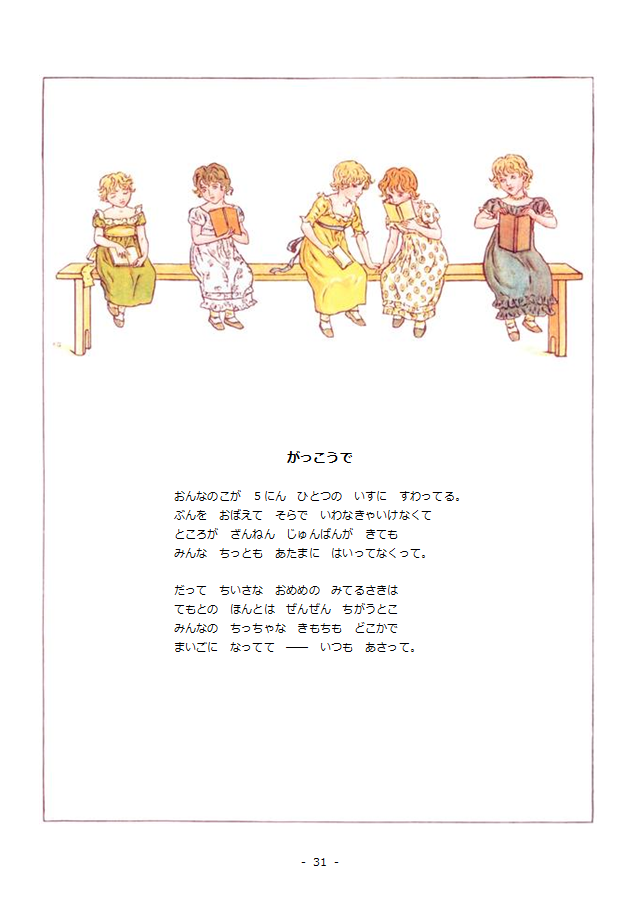 がっこうで
おんなのこが　５にん　ひとつの　いすに　すわってる。
ぶんを　おぼえて　そらで　いわなきゃいけなくて
ところが　ざんねん　じゅんばんが　きても
みんな　ちっとも　あたまに　はいってなくって。
だって　ちいさな　おめめの　みてるさきは
てもとの　ほんとは　ぜんぜん　ちがうとこ
みんなの　ちっちゃな　きもちも　どこかで
まいごに　なってて　――　いつも　あさって。
- 31 -